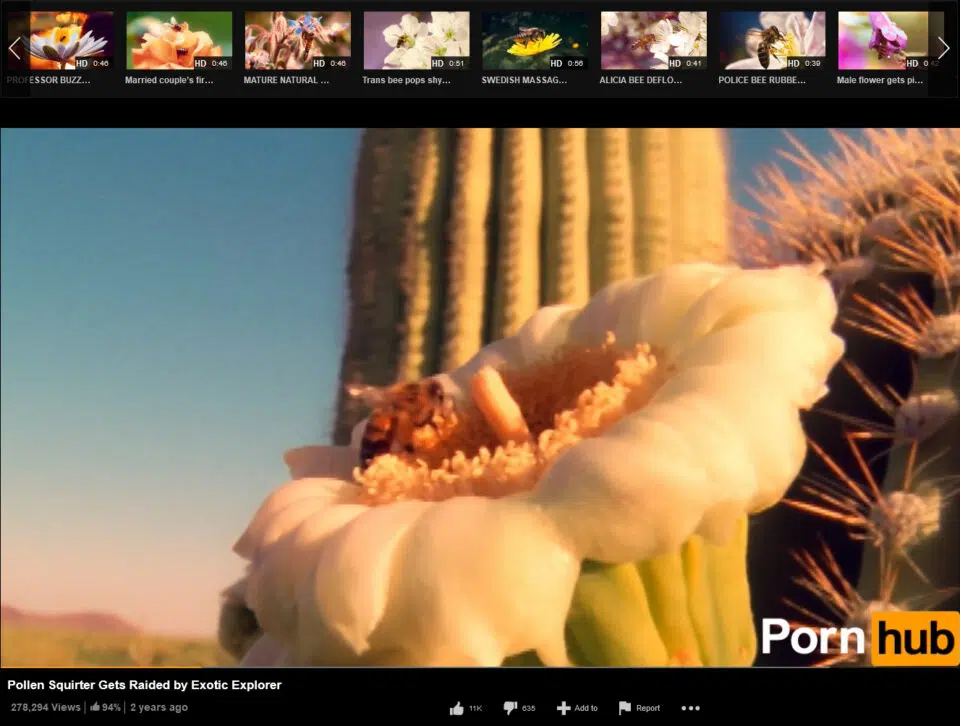 HD 0:46
HD 0:46
HD 0:46
HD 0:51
HD 0:56
HD 0:41
HD 0:39
HD
PROFESSOR BUZZ...
Married couple's fir...
MATURE NATURAL ...
Trans bee pops shy...
SWEDISH MASSAG...
ALICIA BEE DEFLO...
POLICE BEE RUBBE...
Male flower gets pi...
Porn hub
Pollen Squirter Gets Raided by Exotic Explorer
278,294 Views 94% 2 years ago
11K 635 Add to Report